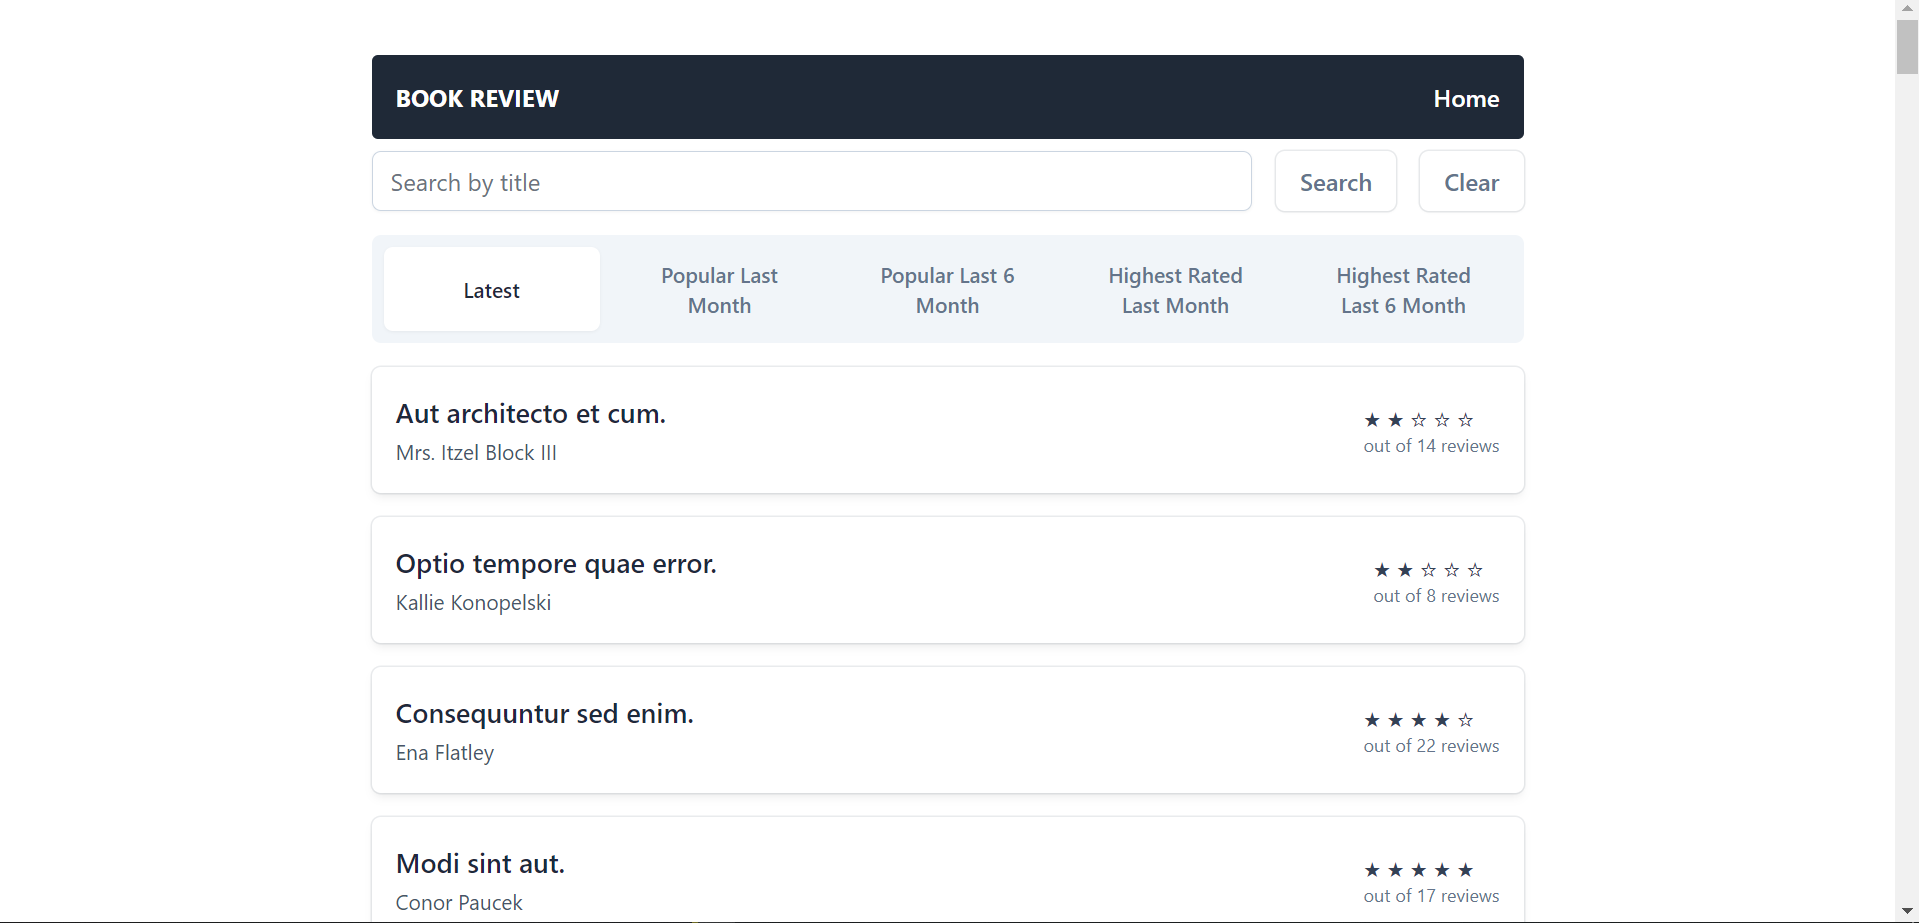 BOOK REVIEW
Home
Search by title
Search
Clear
Latest
Popular Last
Month
Popular Last 6
Month
Highest Rated
Last Month
Highest Rated
Last 6 Month
Aut architecto et cum.
Mrs. Itzel Block III
★ ★ ☆ ☆ ☆
out of 14 reviews
Optio tempore quae error.
Kallie Konopelski
★ ★ ☆ ☆ ☆
out of 8 reviews
Consequuntur sed enim.
Ena Flatley
★ ★ ★ ★ ☆
out of 22 reviews
Modi sint aut.
Conor Paucek
★ ★ ★ ★ ★
out of 17 reviews